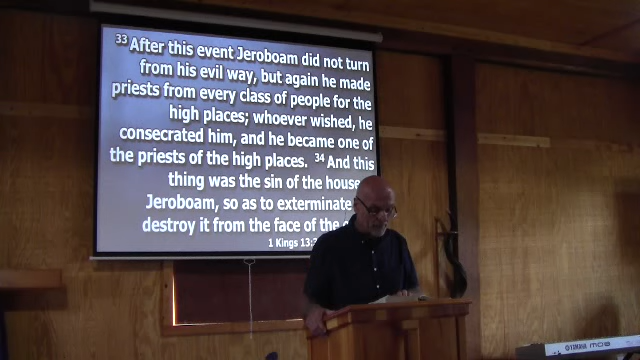 33 After this event Jeroboam did not turn
from his evil way, but again he made
priests from every class of people for the
high places; whoever wished, he
consecrated him, and he became one of
the priests of the high places. 34 And this
thing was the sin of the house
Jeroboam, so as to exterminate
destroy it from the face of the
1 Kings 13:
YAMAHA